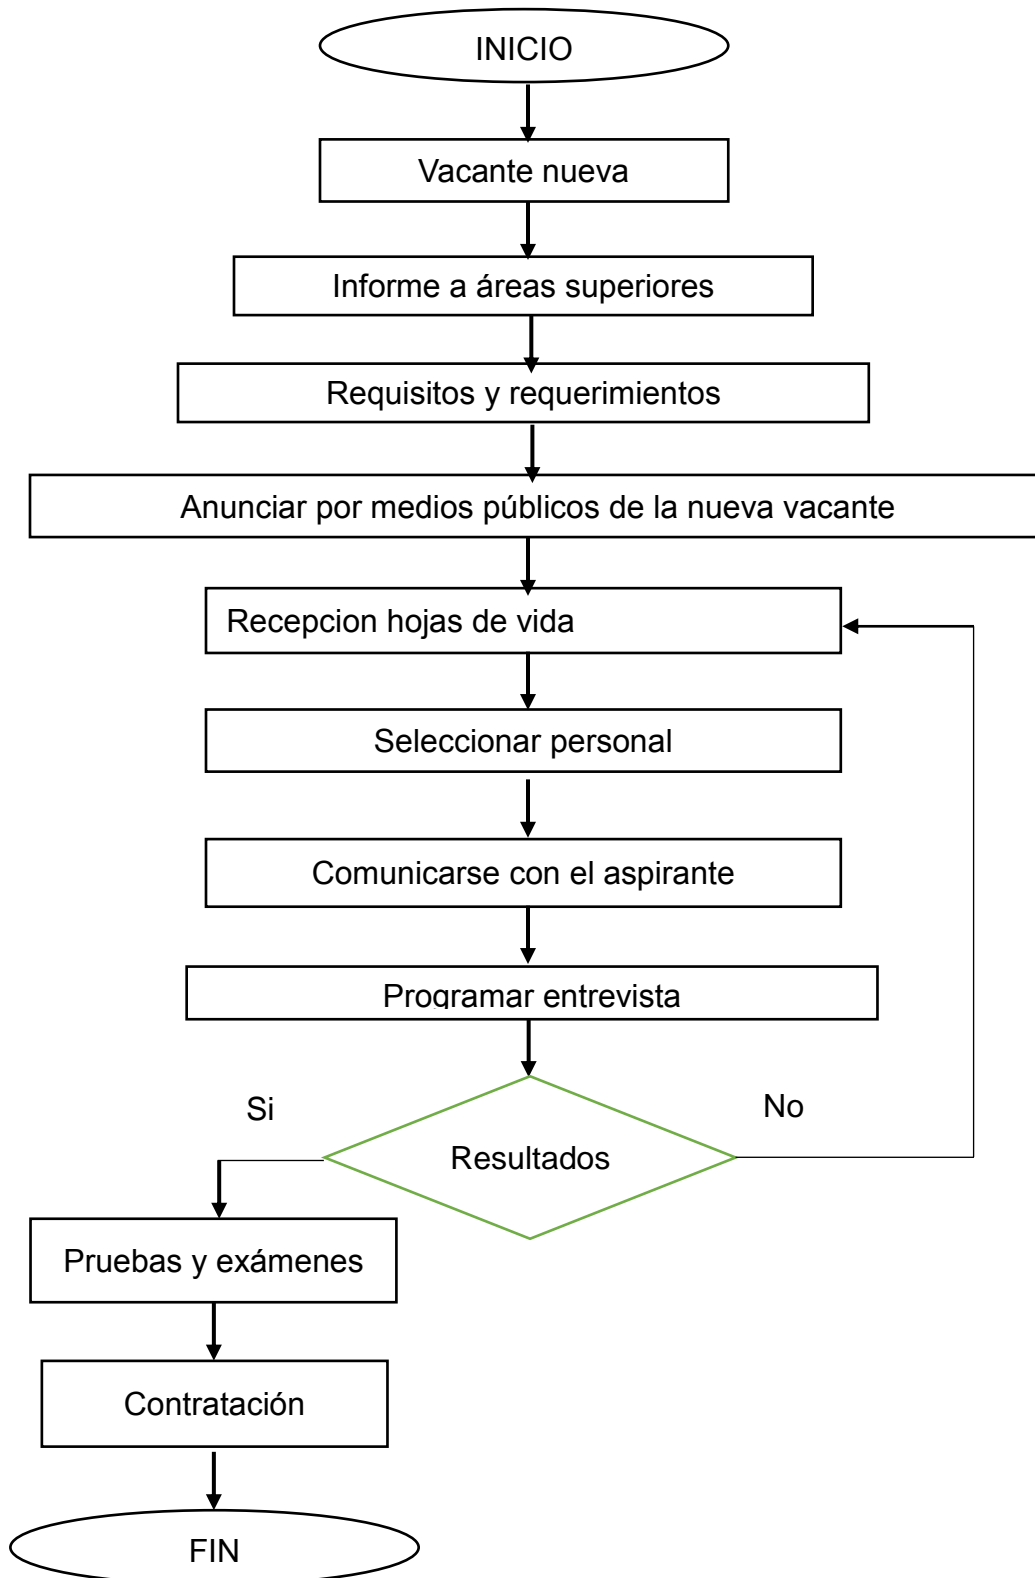 INICIO
Vacante nueva
Informe a áreas superiores
Requisitos y requerimientos
Anunciar por medios públicos de la nueva vacante
Recepcion hojas de vida
Seleccionar personal
Comunicarse con el aspirante
Programar entrevista
Si
No
Resultados
Pruebas y exámenes
Contratación
FIN